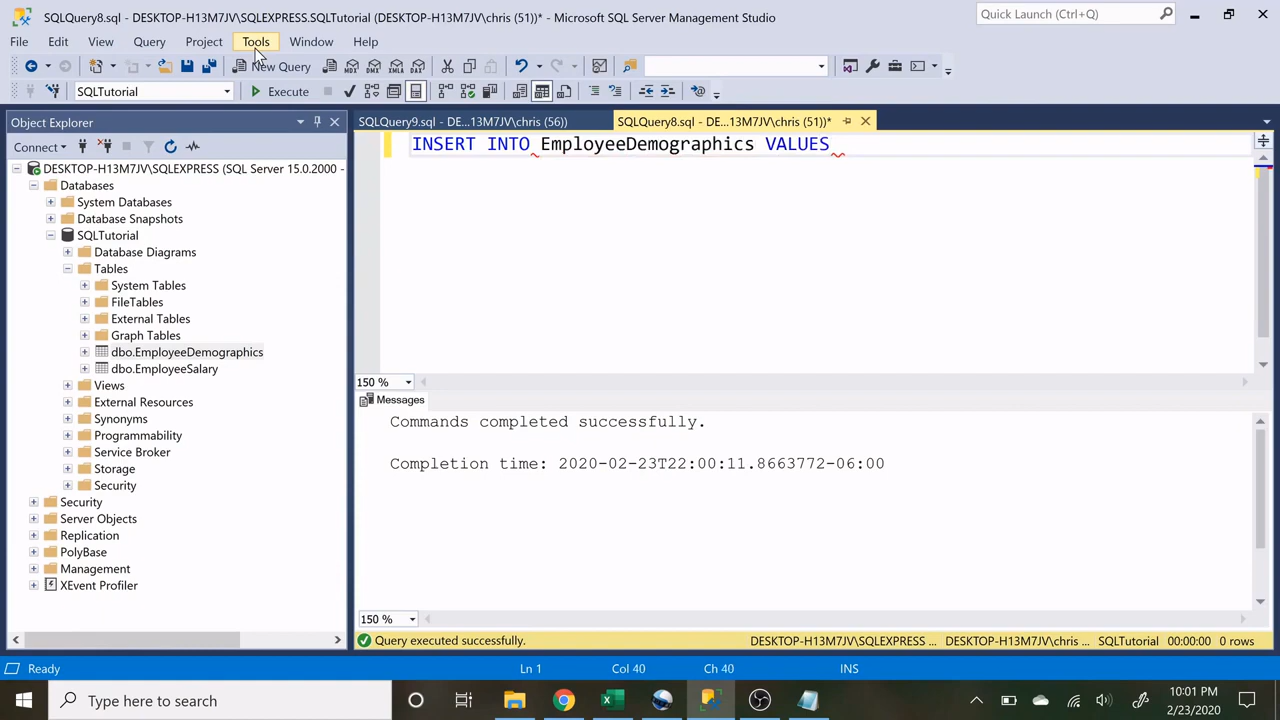 SQLQuery8.sql - DESKTOP-H13M7JV\SQLEXPRESS.SQLTutorial (DESKTOP-H13M7JV\chris (51))* - Microsoft SQL Server Management Studio
Quick Launch (Ctrl+Q)
File Edit View Query Project Tools Window Help
New Query MDX DMX XMLA DAX
SQLTutorial Execute
Object Explorer
SQLQuery9.sql - DE...13M7JV\chris (56))
SQLQuery8.sql - DE...13M7JV\chris (51))*
Connect
INSERT INTO EmployeeDemographics VALUES
DESKTOP-H13M7JV\SQLEXPRESS (SQL Server 15.0.2000 -
Databases
System Databases
Database Snapshots
SQLTutorial
Database Diagrams
Tables
System Tables
FileTables
External Tables
Graph Tables
dbo.EmployeeDemographics
dbo.EmployeeSalary
Views
External Resources
Synonyms
Programmability
Service Broker
Storage
Security
Security
Server Objects
Replication
PolyBase
Management
XEvent Profiler
150 %
Messages
Commands completed successfully.
Completion time: 2020-02-23T22:00:11.8663772-06:00
150 %
Query executed successfully. DESKTOP-H13M7JV\SQLEXPRESS ... DESKTOP-H13M7JV\chris ... SQLTutorial 00:00:00 0 rows
Ready Ln 1 Col 40 Ch 40 INS
Type here to search
10:01 PM
2/23/2020